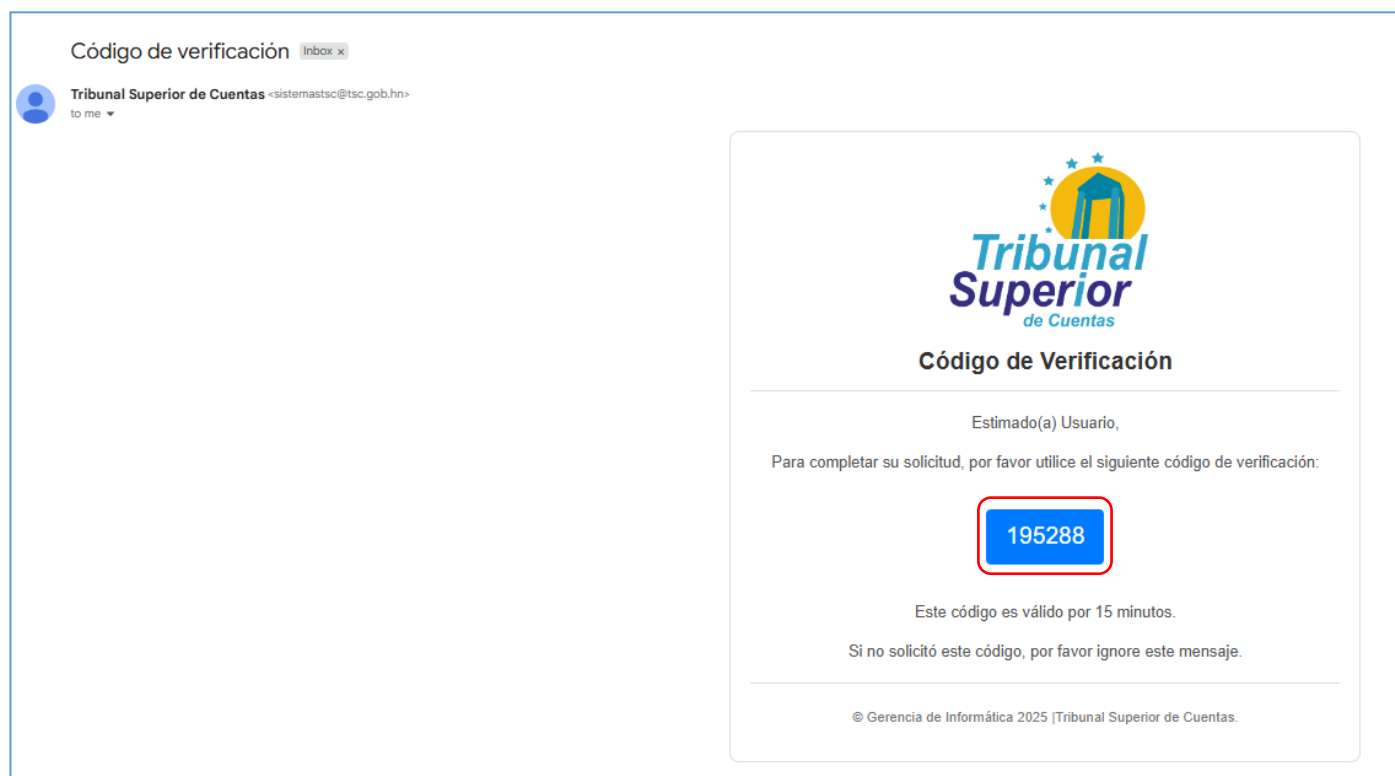 Código de verificación Inbox x
Tribunal Superior de Cuentas <sistemastsc@tsc.gob.hn>
to me
Tribunal
Superior
de Cuentas
Código de Verificación
Estimado(a) Usuario,
Para completar su solicitud, por favor utilice el siguiente código de verificación:
195288
Este código es válido por 15 minutos.
Si no solicitó este código, por favor ignore este mensaje.
© Gerencia de Informática 2025 |Tribunal Superior de Cuentas.